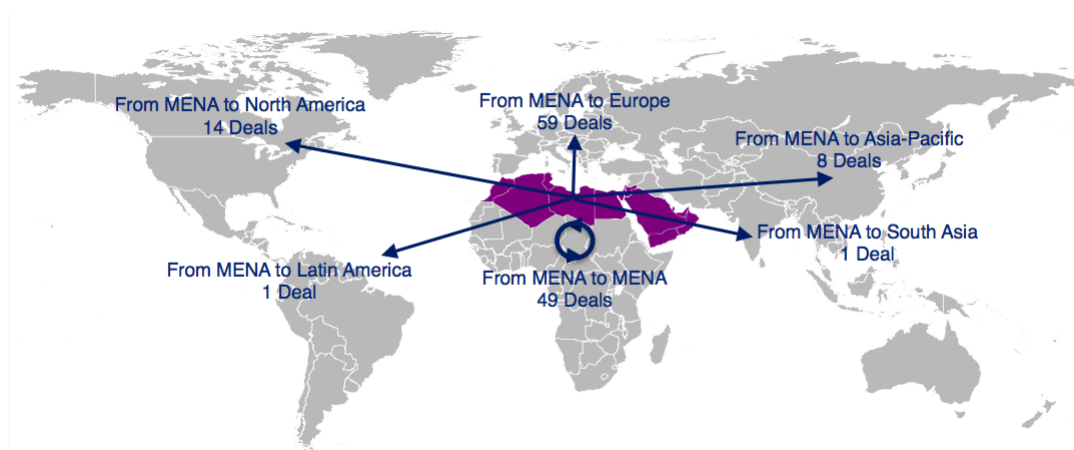 From MENA to North America
14 Deals
From MENA to Europe
59 Deals
From MENA to Asia-Pacific
8 Deals
From MENA to South Asia
1 Deal
From MENA to Latin America
1 Deal
From MENA to MENA
49 Deals